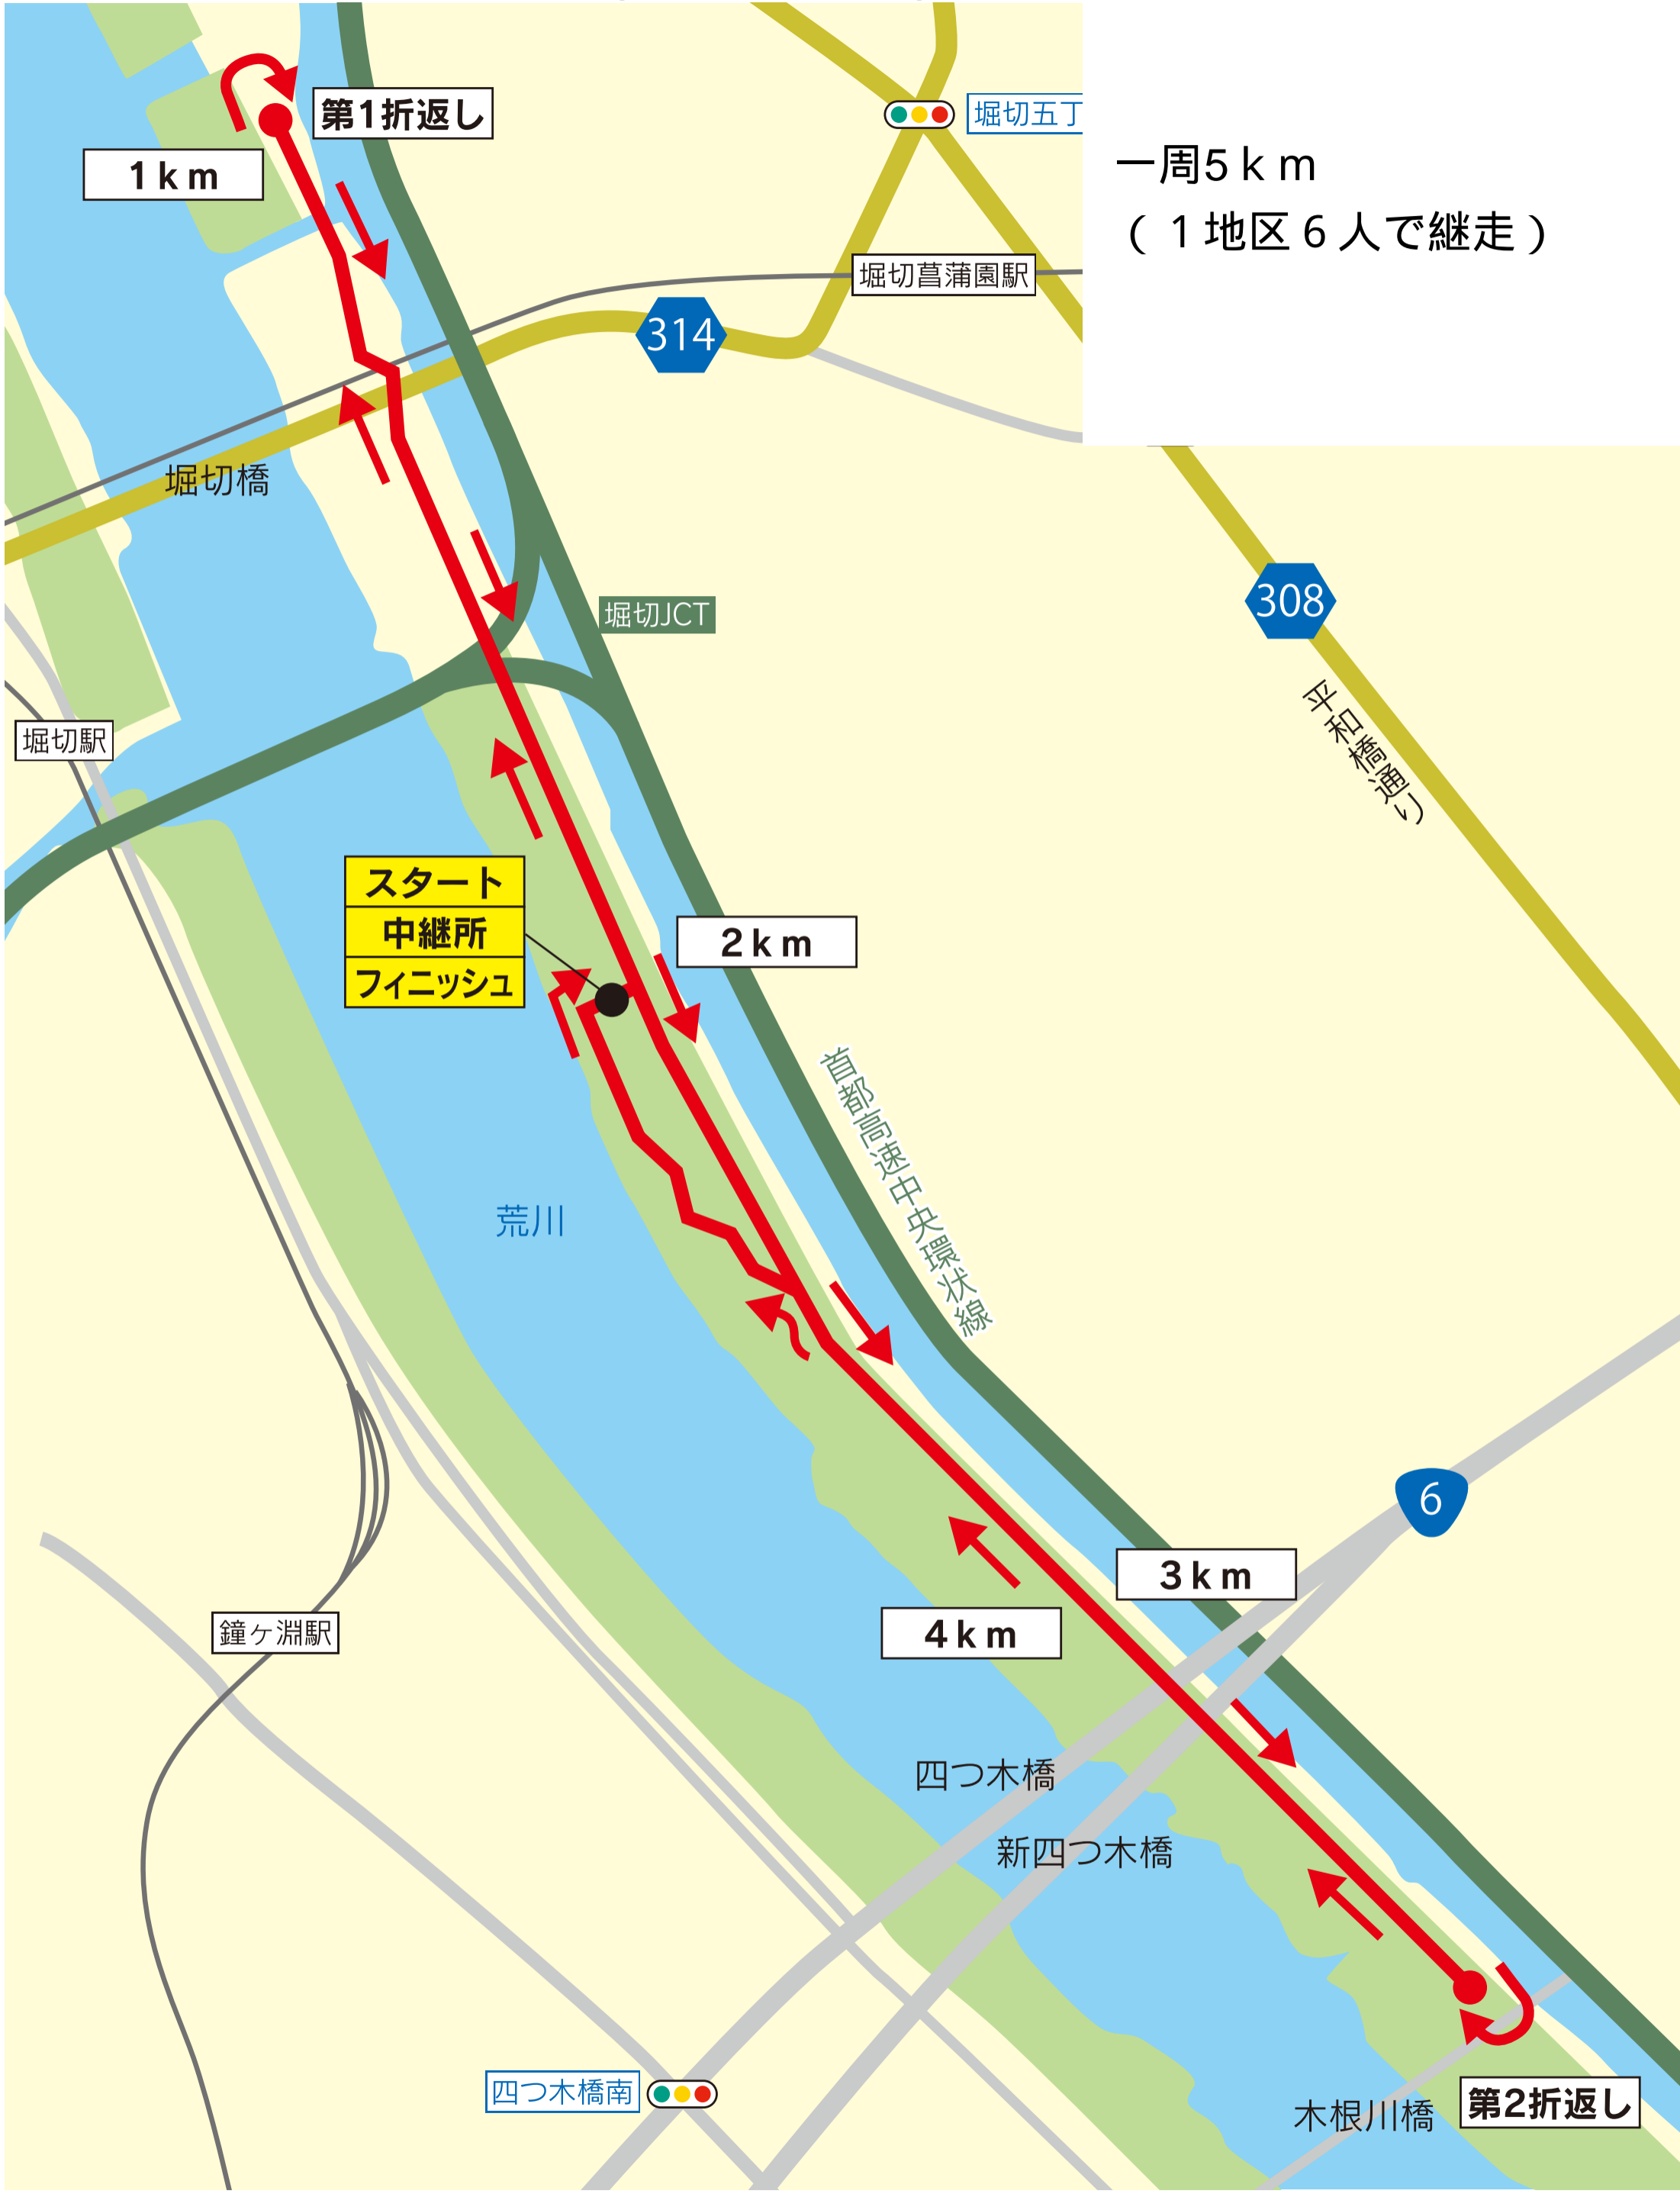 第1折返し
堀切五丁
1km
一周5km
（1地区6人で継走）
堀切菖蒲園駅
314
堀切橋
308
堀切JCT
平和橋通り
堀切駅
スタート
中継所
フィニッシュ
2km
首都高速中央環状線
荒川
6
3km
4km
鐘ヶ淵駅
四つ木橋
新四つ木橋
四つ木橋南
木根川橋
第2折返し